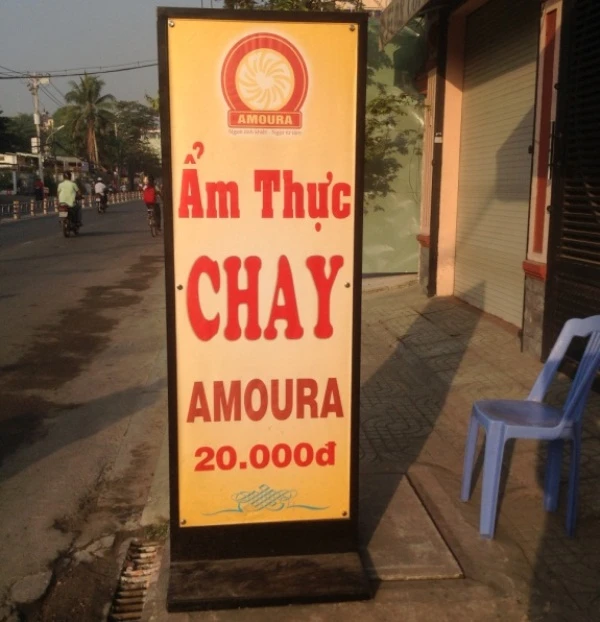 AMOURA
Ẩm Thực
CHAY
AMOURA
20.000đ